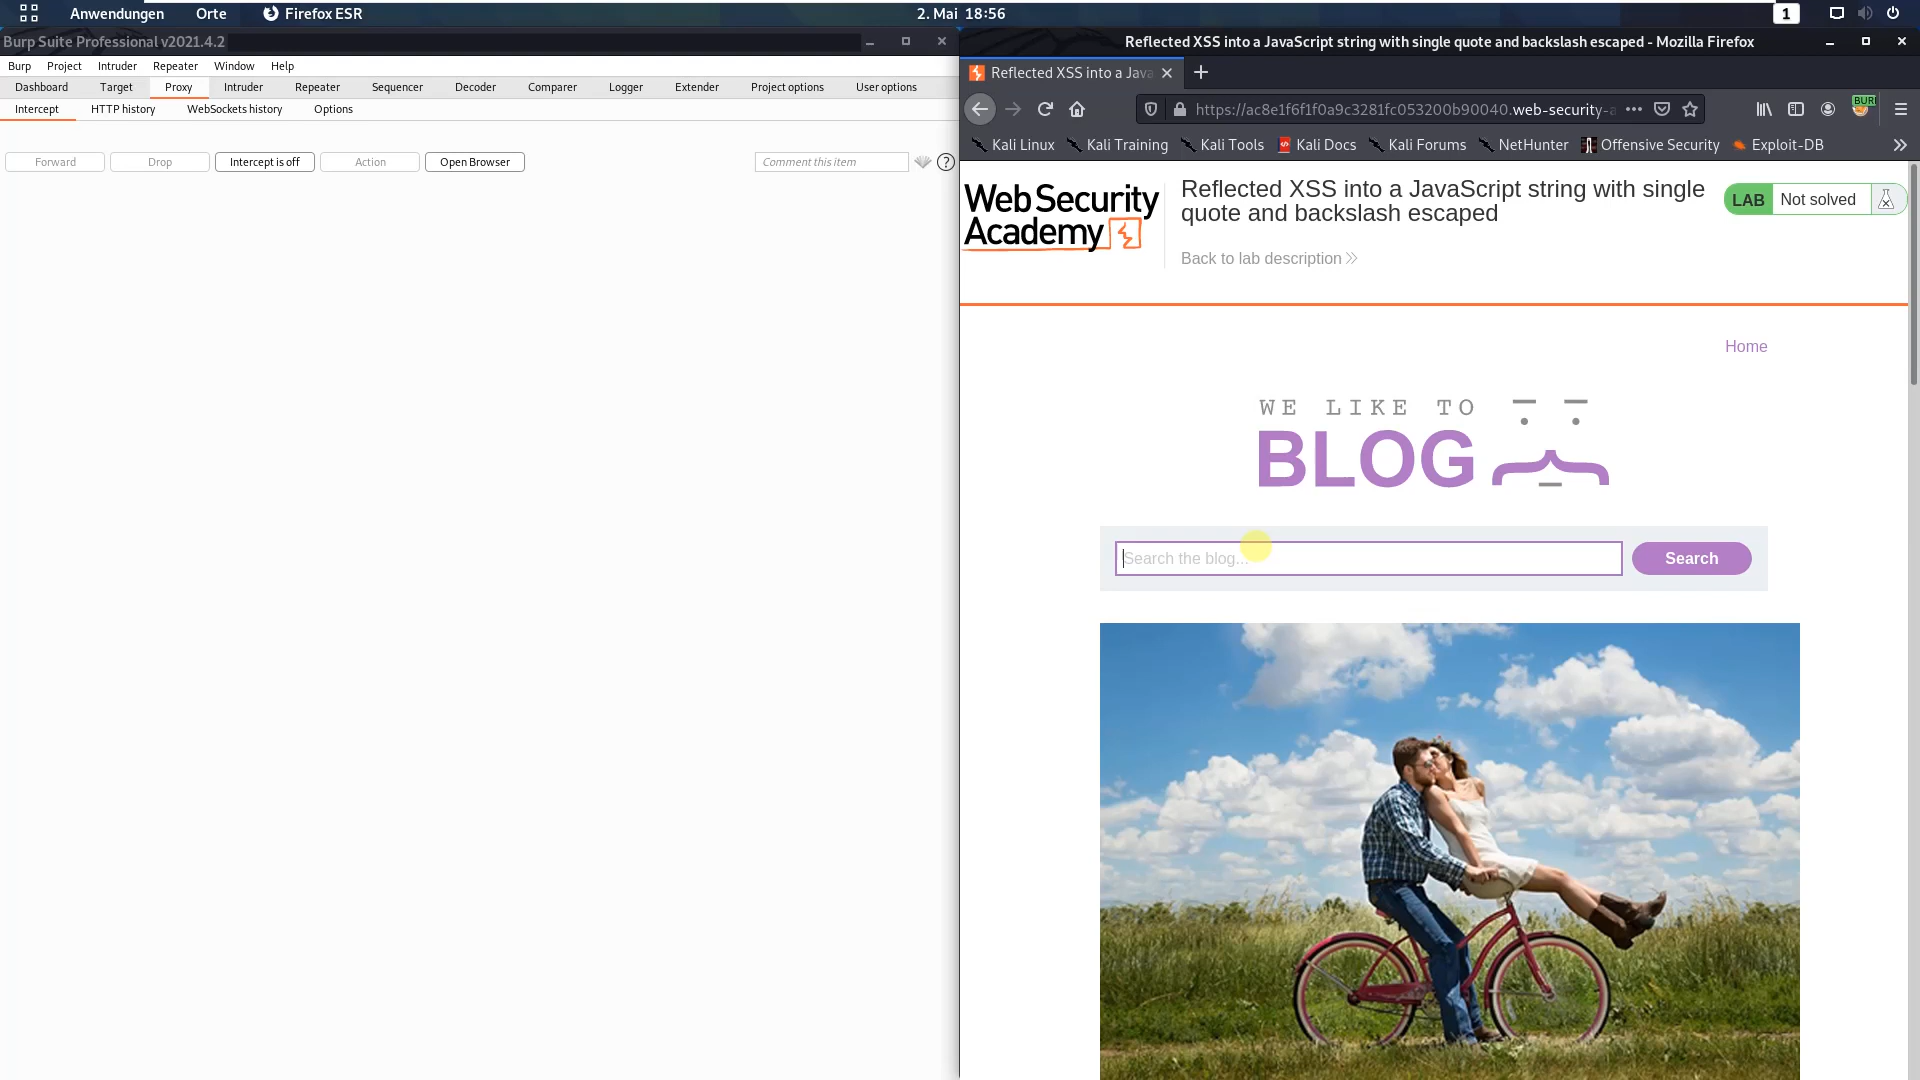 Anwendungen Orte Firefox ESR 2. Mai 18:56 1
Burp Suite Professional v2021.4.2
Burp Project Intruder Repeater Window Help
Dashboard Target Proxy Intruder Repeater Sequencer Decoder Comparer Logger Extender Project options User options
Intercept HTTP history WebSockets history Options
Forward Drop Intercept is off Action Open Browser Comment this item ?
Reflected XSS into a JavaScript string with single quote and backslash escaped - Mozilla Firefox
Reflected XSS into a Java
https://ac8e1f6f1f0a9c3281fc053200b90040.web-security-a
BUR
Kali Linux Kali Training Kali Tools Kali Docs Kali Forums NetHunter Offensive Security Exploit-DB
Web Security
Academy
Reflected XSS into a JavaScript string with single
quote and backslash escaped
LAB Not solved
Back to lab description
Home
WE LIKE TO
BLOG
Search the blog...
Search